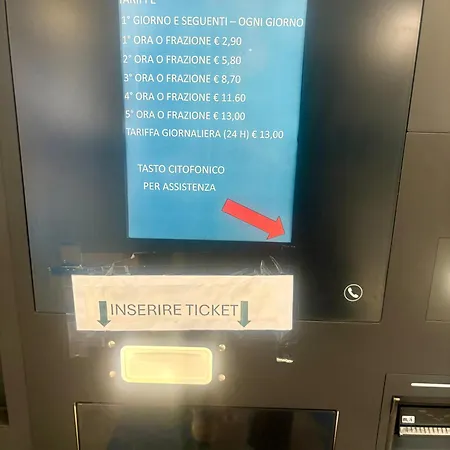 TARIFFE
1° GIORNO E SEGUENTI – OGNI GIORNO
1° ORA O FRAZIONE € 2,90
2° ORA O FRAZIONE € 5,80
3° ORA O FRAZIONE € 8,70
4° ORA O FRAZIONE € 11.60
5° ORA O FRAZIONE € 13,00
TARIFFA GIORNALIERA (24 H) € 13,00
TASTO CITOFONICO
PER ASSISTENZA
INSERIRE TICKET